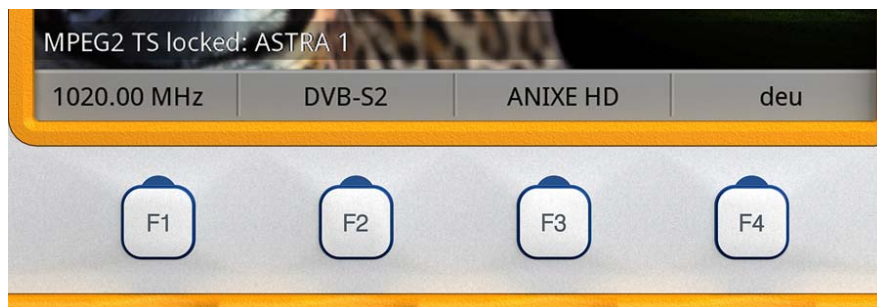 MPEG2 TS locked: ASTRA 1
1020.00 MHz DVB-S2 ANIXE HD deu
F1 F2 F3 F4